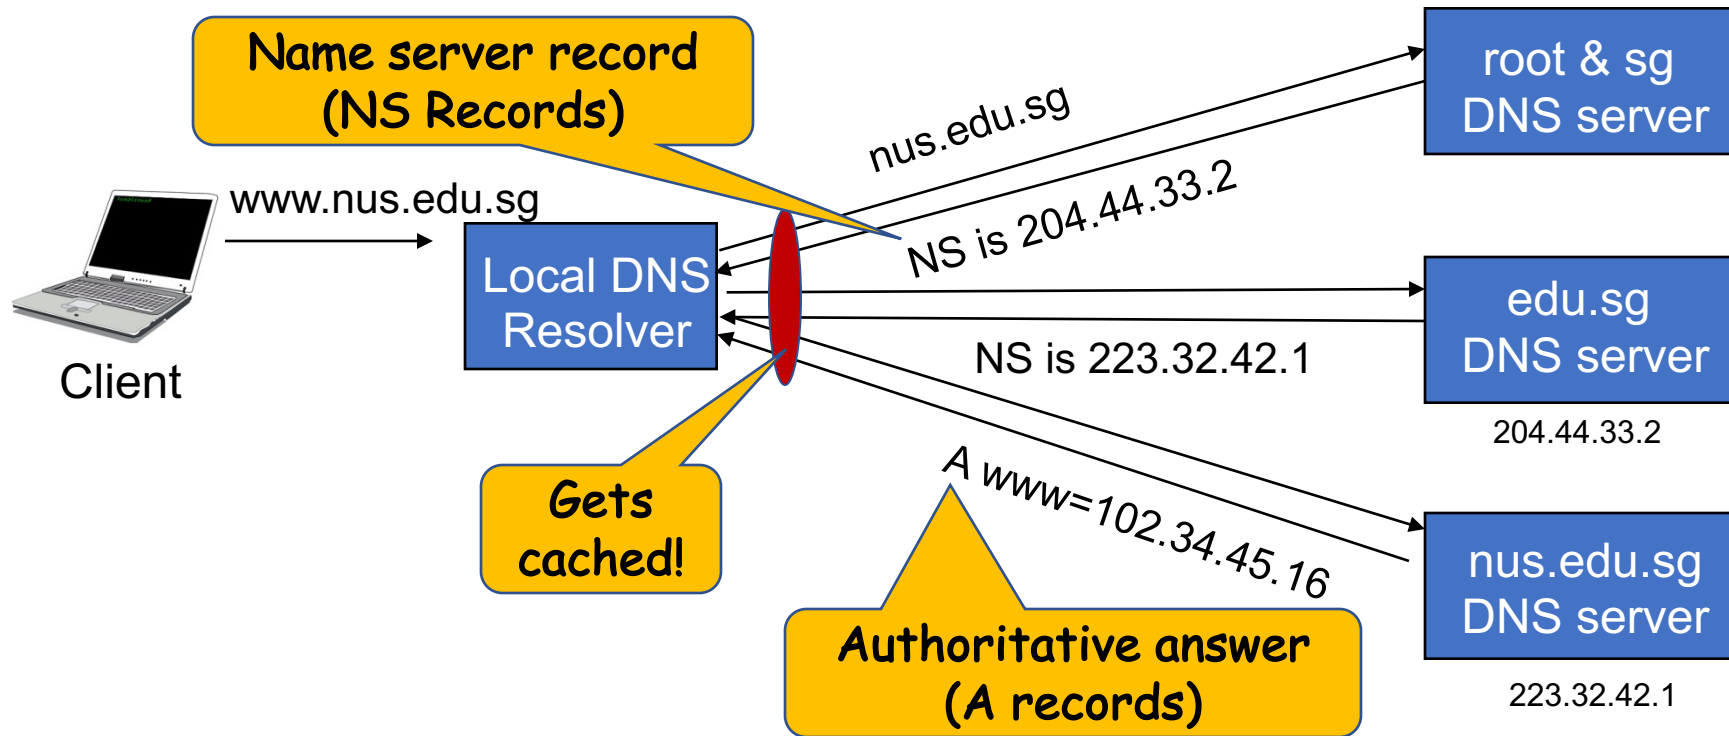 Name server record
(NS Records)
root & sg
DNS server
nus.edu.sg
www.nus.edu.sg
NS is 204.44.33.2
Local DNS
Resolver
edu.sg
DNS server
NS is 223.32.42.1
Client
204.44.33.2
A www=102.34.45.16
Gets
cached!
nus.edu.sg
DNS server
Authoritative answer
(A records)
223.32.42.1